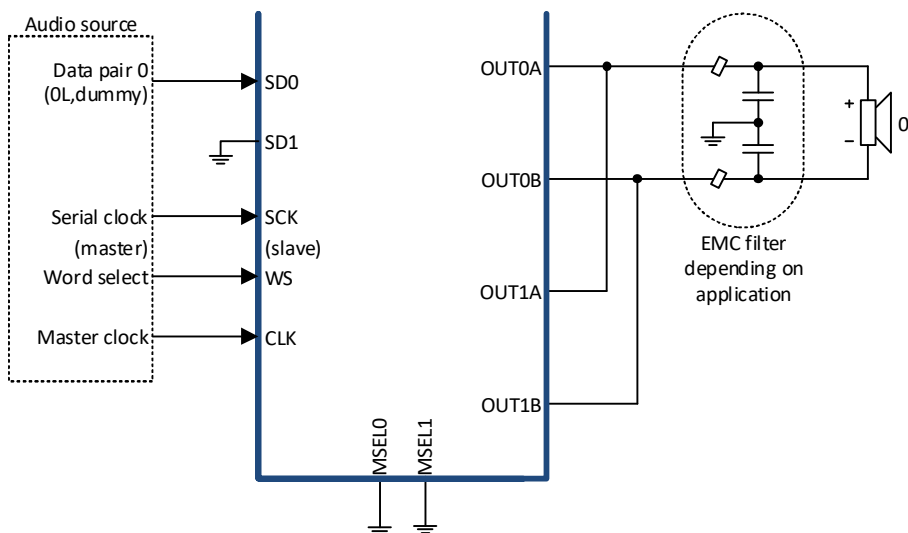 Audio source
Data pair 0
(0L,dummy)
SD0
SD1
Serial clock
(master)
SCK
(slave)
Word select
WS
Master clock
CLK
MSEL0
MSEL1
OUT0A
OUT0B
OUT1A
OUT1B
+
−
0
EMC filter
depending on
application